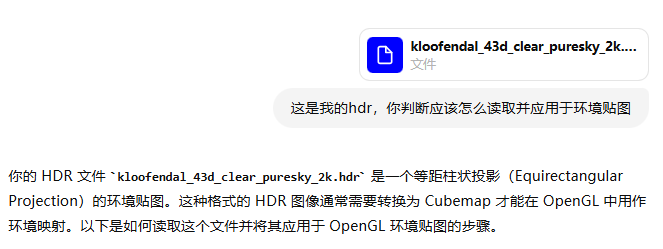 kloofendal_43d_clear_puresky_2k....
文件
这是我的hdr，你判断应该怎么读取并应用于环境贴图
你的 HDR 文件 `kloofendal_43d_clear_puresky_2k.hdr` 是一个等距柱状投影（Equirectangular
Projection）的环境贴图。这种格式的 HDR 图像通常需要转换为 Cubemap 才能在 OpenGL 中用作
环境映射。以下是如何读取这个文件并将其应用于 OpenGL 环境贴图的步骤。